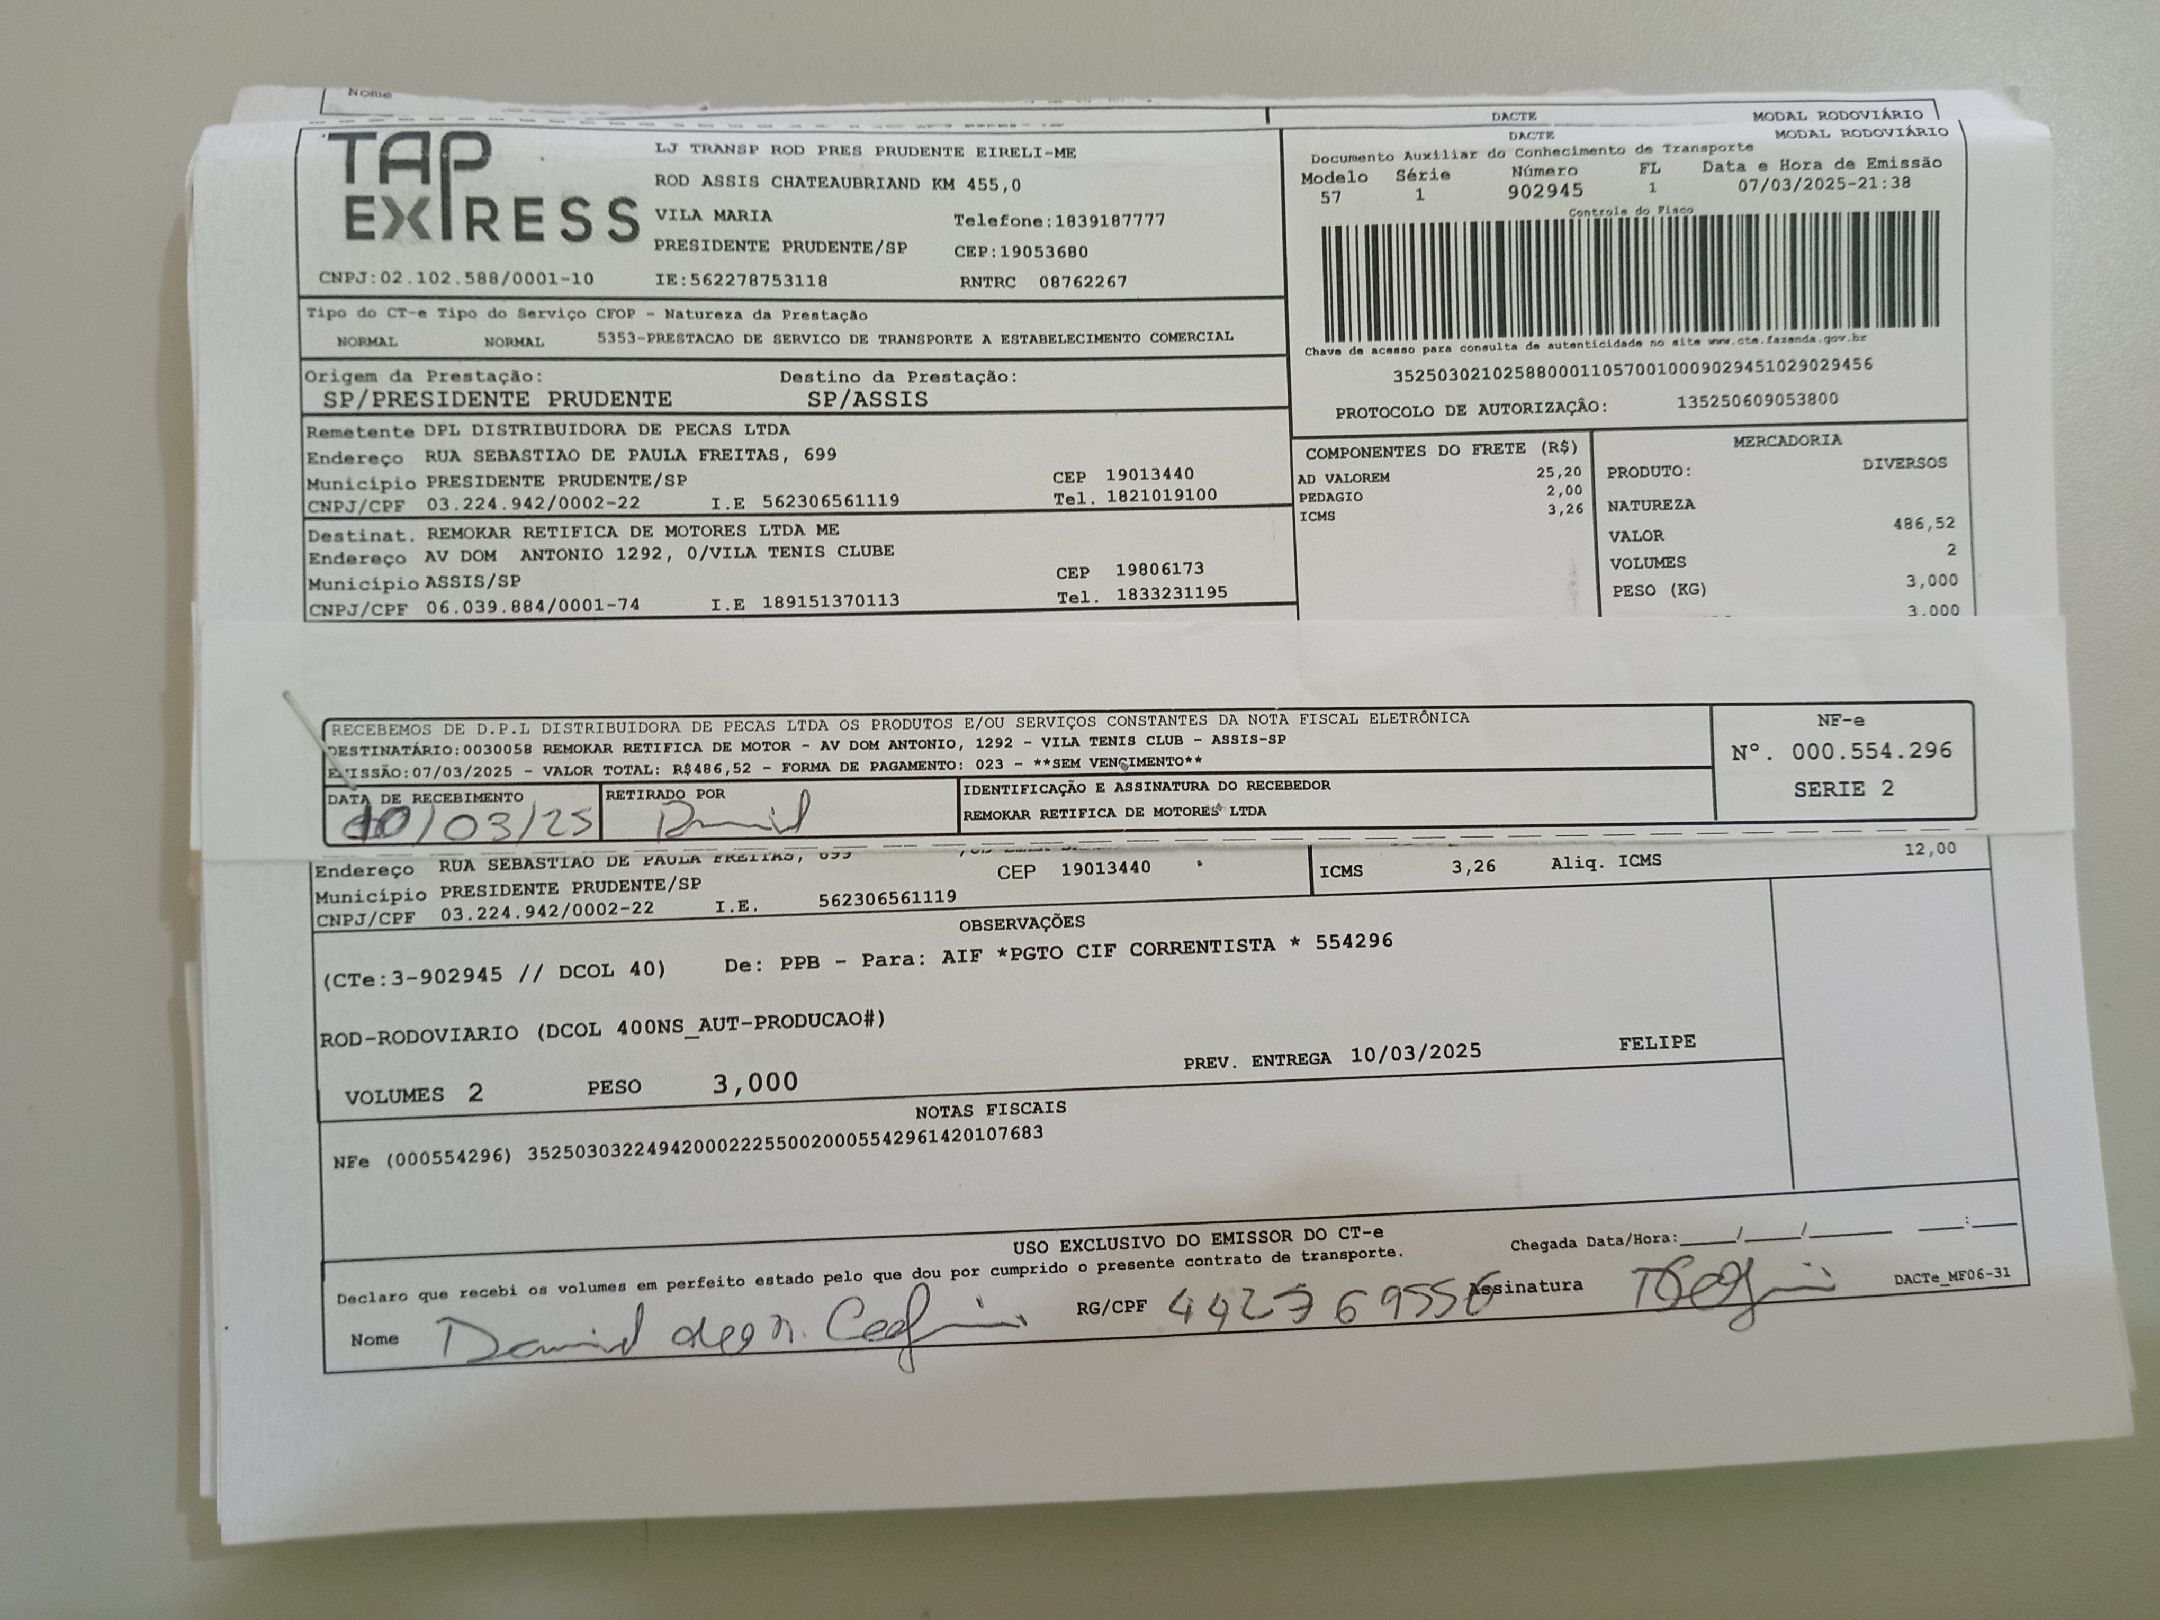 Nome
DACTE MODAL RODOVIÁRIO
TAP EXPRESS
LJ TRANSP ROD PRES PRUDENTE EIRELI-ME
ROD ASSIS CHATEAUBRIAND KM 455,0
VILA MARIA Telefone:1839187777
PRESIDENTE PRUDENTE/SP CEP:19053680
CNPJ:02.102.588/0001-10 IE:562278753118 RNTRC 08762267
DACTE MODAL RODOVIÁRIO
Documento Auxiliar do Conhecimento de Transporte
Modelo Série Número FL Data e Hora de Emissão
57 1 902945 1 07/03/2025-21:38
Controle do Fisco
Chave de acesso para consulta de autenticidade no site www.cte.fazenda.gov.br
35250302102588000110570010009029451029029456
PROTOCOLO DE AUTORIZAÇÂO: 135250609053800
Tipo do CT-e Tipo do Serviço CFOP - Natureza da Prestação
NORMAL NORMAL 5353-PRESTACAO DE SERVICO DE TRANSPORTE A ESTABELECIMENTO COMERCIAL
Origem da Prestação: Destino da Prestação:
SP/PRESIDENTE PRUDENTE SP/ASSIS
Remetente DPL DISTRIBUIDORA DE PECAS LTDA
Endereço RUA SEBASTIAO DE PAULA FREITAS, 699
Município PRESIDENTE PRUDENTE/SP CEP 19013440
CNPJ/CPF 03.224.942/0002-22 I.E 562306561119 Tel. 1821019100
Destinat. REMOKAR RETIFICA DE MOTORES LTDA ME
Endereço AV DOM ANTONIO 1292, 0/VILA TENIS CLUBE
Município ASSIS/SP CEP 19806173
CNPJ/CPF 06.039.884/0001-74 I.E 189151370113 Tel. 1833231195
COMPONENTES DO FRETE (R$)
AD VALOREM 25,20
PEDAGIO 2,00
ICMS 3,26
MERCADORIA
PRODUTO: DIVERSOS
NATUREZA
VALOR 486,52
VOLUMES 2
PESO (KG) 3,000
3.000
RECEBEMOS DE D.P.L DISTRIBUIDORA DE PECAS LTDA OS PRODUTOS E/OU SERVIÇOS CONSTANTES DA NOTA FISCAL ELETRÔNICA
DESTINATÁRIO:0030058 REMOKAR RETIFICA DE MOTOR - AV DOM ANTONIO, 1292 - VILA TENIS CLUB - ASSIS-SP
EMISSÃO:07/03/2025 - VALOR TOTAL: R$486,52 - FORMA DE PAGAMENTO: 023 - **SEM VENCIMENTO**
NF-e
Nº. 000.554.296
SERIE 2
DATA DE RECEBIMENTO RETIRADO POR IDENTIFICAÇÃO E ASSINATURA DO RECEBEDOR
10/03/25 David REMOKAR RETIFICA DE MOTORES LTDA
Endereço RUA SEBASTIAO DE PAULA FREITAS, 699 CEP 19013440
Município PRESIDENTE PRUDENTE/SP
CNPJ/CPF 03.224.942/0002-22 I.E. 562306561119
ICMS 3,26 Aliq. ICMS 12,00
OBSERVAÇÕES
(CTe:3-902945 // DCOL 40) De: PPB - Para: AIF *PGTO CIF CORRENTISTA * 554296
ROD-RODOVIARIO (DCOL 400NS_AUT-PRODUCAO#)
PREV. ENTREGA 10/03/2025 FELIPE
VOLUMES 2 PESO 3,000
NOTAS FISCAIS
NFe (000554296) 35250303224942000222550020005542961420107683
USO EXCLUSIVO DO EMISSOR DO CT-e
Declaro que recebi os volumes em perfeito estado pelo que dou por cumprido o presente contrato de transporte.
Chegada Data/Hora:____/____/______ ___:___
Nome David RG/CPF 442769556 Assinatura
DACTe_MF06-31